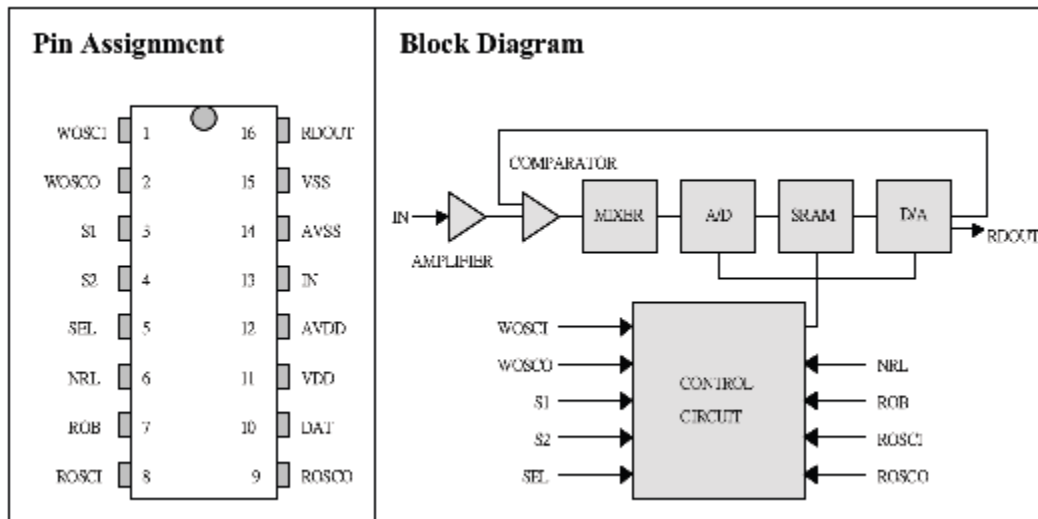 Pin Assignment
WOSCI 1 16 RDOUT
WOSCO 2 15 VSS
S1 3 14 AVSS
S2 4 13 IN
SEL 5 12 AVDD
NRL 6 11 VDD
ROB 7 10 DAT
ROSCI 8 9 ROSCO
Block Diagram
COMPARATOR
IN MIXER A/D SRAM D/A
RDOUT
AMPLIFIER
WOSCI
WOSCO NRL
CONTROL
S1 ROB
CIRCUIT
S2 ROSCI
SEL ROSCO